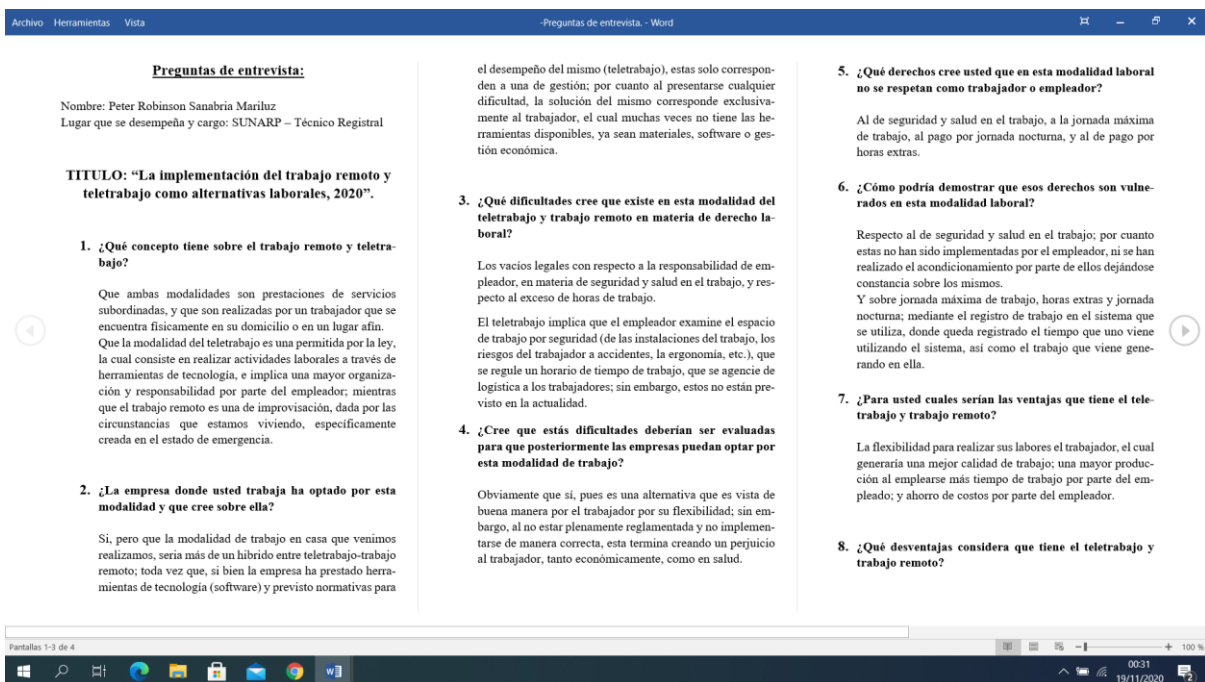 Archivo Herramientas Vista
-Preguntas de entrevista. - Word
Preguntas de entrevista:
Nombre: Peter Robinson Sanabria Mariluz
Lugar que se desempeña y cargo: SUNARP – Técnico Registral
TITULO: “La implementación del trabajo remoto y
teletrabajo como alternativas laborales, 2020”.
1. ¿Qué concepto tiene sobre el trabajo remoto y teletra-
bajo?
Que ambas modalidades son prestaciones de servicios
subordinadas, y que son realizadas por un trabajador que se
encuentra físicamente en su domicilio o en un lugar afín.
Que la modalidad del teletrabajo es una permitida por la ley,
la cual consiste en realizar actividades laborales a través de
herramientas de tecnología, e implica una mayor organiza-
ción y responsabilidad por parte del empleador; mientras
que el trabajo remoto es una de improvisación, dada por las
circunstancias que estamos viviendo, específicamente
creada en el estado de emergencia.
2. ¿La empresa donde usted trabaja ha optado por esta
modalidad y que cree sobre ella?
Si, pero que la modalidad de trabajo en casa que venimos
realizamos, seria más de un hibrido entre teletrabajo-trabajo
remoto; toda vez que, si bien la empresa ha prestado herra-
mientas de tecnología (software) y previsto normativas para
el desempeño del mismo (teletrabajo), estas solo correspon-
den a una de gestión; por cuanto al presentarse cualquier
dificultad, la solución del mismo corresponde exclusiva-
mente al trabajador, el cual muchas veces no tiene las he-
rramientas disponibles, ya sean materiales, software o ges-
tión económica.
3. ¿Qué dificultades cree que existe en esta modalidad del
teletrabajo y trabajo remoto en materia de derecho la-
boral?
Los vacíos legales con respecto a la responsabilidad de em-
pleador, en materia de seguridad y salud en el trabajo, y res-
pecto al exceso de horas de trabajo.
El teletrabajo implica que el empleador examine el espacio
de trabajo por seguridad (de las instalaciones del trabajo, los
riesgos del trabajador a accidentes, la ergonomía, etc.), que
se regule un horario de tiempo de trabajo, que se agencie de
logística a los trabajadores; sin embargo, estos no están pre-
visto en la actualidad.
4. ¿Cree que estás dificultades deberían ser evaluadas
para que posteriormente las empresas puedan optar por
esta modalidad de trabajo?
Obviamente que sí, pues es una alternativa que es vista de
buena manera por el trabajador por su flexibilidad; sin em-
bargo, al no estar plenamente reglamentada y no implemen-
tarse de manera correcta, esta termina creando un perjuicio
al trabajador, tanto económicamente, como en salud.
5. ¿Qué derechos cree usted que en esta modalidad laboral
no se respetan como trabajador o empleador?
Al de seguridad y salud en el trabajo, a la jornada máxima
de trabajo, al pago por jornada nocturna, y al de pago por
horas extras.
6. ¿Cómo podría demostrar que esos derechos son vulne-
rados en esta modalidad laboral?
Respecto al de seguridad y salud en el trabajo; por cuanto
estas no han sido implementadas por el empleador, ni se han
realizado el acondicionamiento por parte de ellos dejándose
constancia sobre los mismos.
Y sobre jornada máxima de trabajo, horas extras y jornada
nocturna; mediante el registro de trabajo en el sistema que
se utiliza, donde queda registrado el tiempo que uno viene
utilizando el sistema, así como el trabajo que viene gene-
rando en ella.
7. ¿Para usted cuales serían las ventajas que tiene el tele-
trabajo y trabajo remoto?
La flexibilidad para realizar sus labores el trabajador, el cual
generaría una mejor calidad de trabajo; una mayor produc-
ción al emplearse más tiempo de trabajo por parte del em-
pleado; y ahorro de costos por parte del empleador.
8. ¿Qué desventajas considera que tiene el teletrabajo y
trabajo remoto?
Pantallas 1-3 de 4
100 %
00:31
19/11/2020